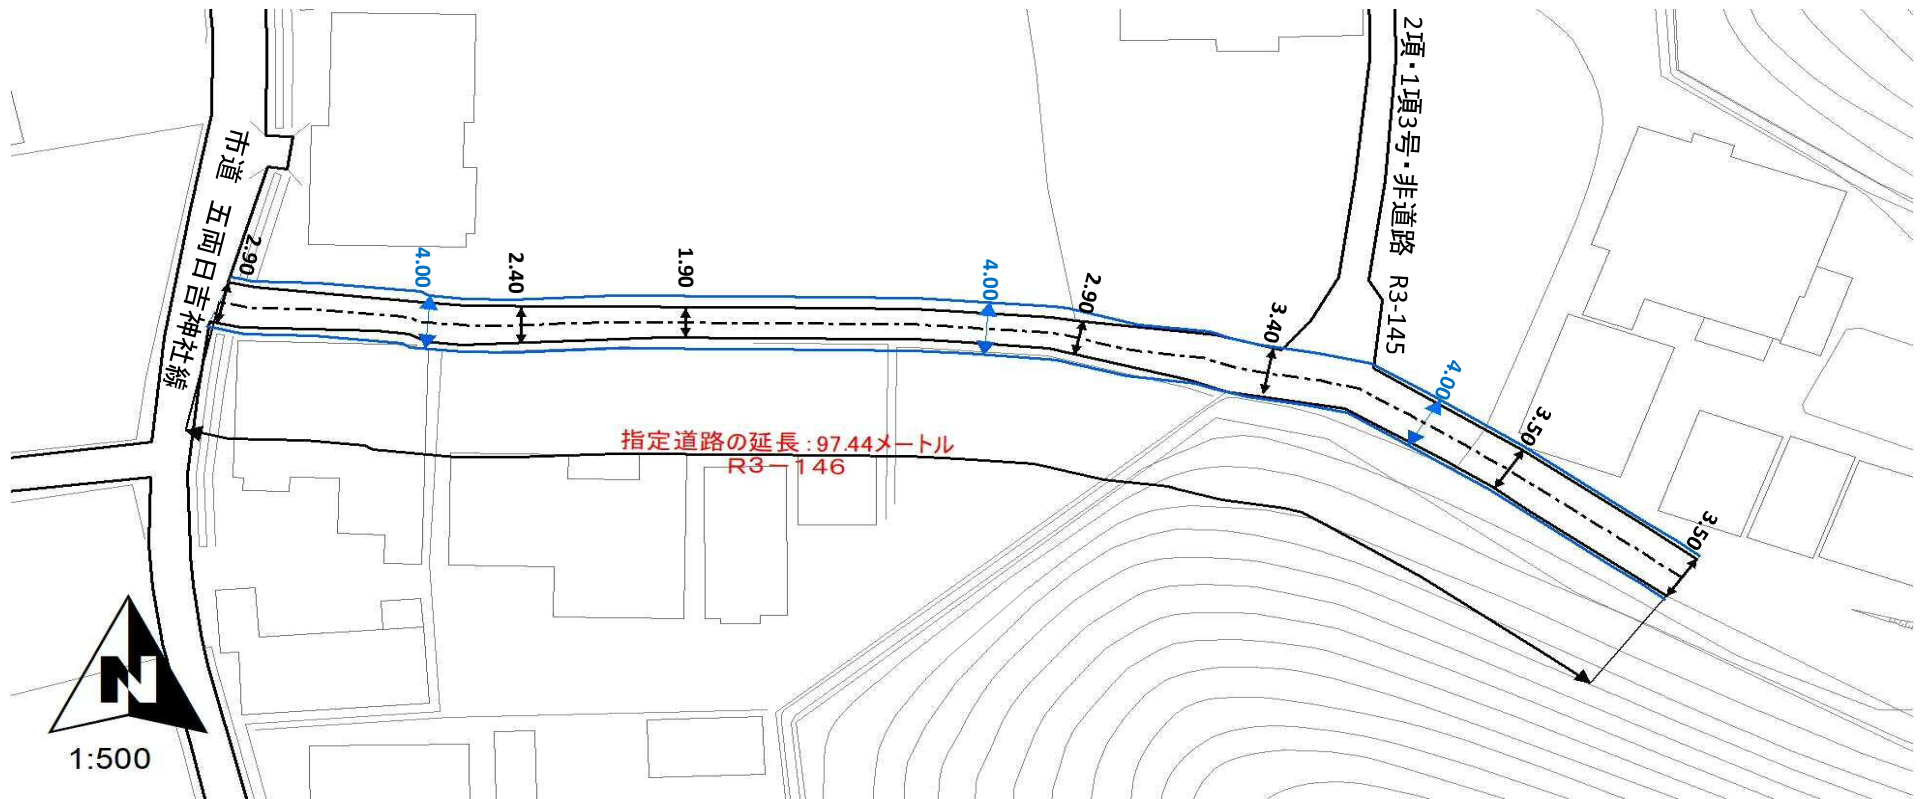 市道 五両日吉神社線
2.90
4.00
2.40
1.90
4.00
2.90
3.40
2項・1項3号・非道路 R3-145
4.00
3.50
3.50
指定道路の延長：97.44メートル
R3－146
N
1:500